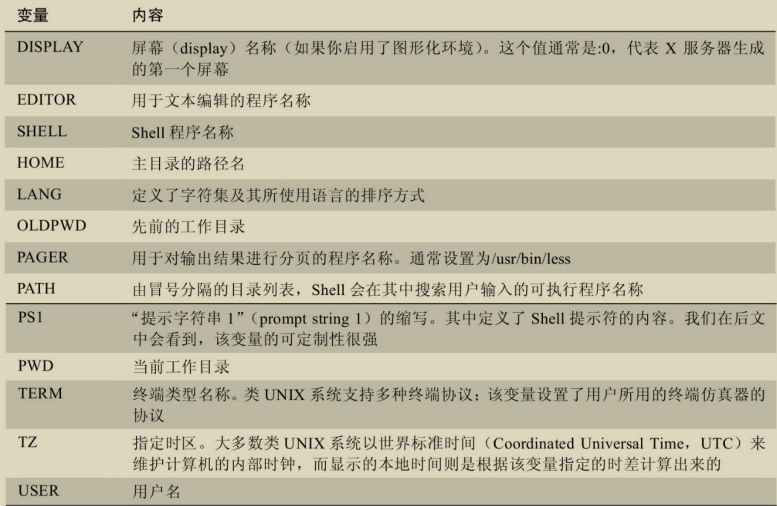 变量 内容
DISPLAY 屏幕（display）名称（如果你启用了图形化环境）。这个值通常是:0，代表 X 服务器生成
的第一个屏幕
EDITOR 用于文本编辑的程序名称
SHELL Shell 程序名称
HOME 主目录的路径名
LANG 定义了字符集及其所使用语言的排序方式
OLDPWD 先前的工作目录
PAGER 用于对输出结果进行分页的程序名称。通常设置为/usr/bin/less
PATH 由冒号分隔的目录列表，Shell 会在其中搜索用户输入的可执行程序名称
PS1 “提示字符串 1”（prompt string 1）的缩写。其中定义了 Shell 提示符的内容。我们在后文
中会看到，该变量的可定制性很强
PWD 当前工作目录
TERM 终端类型名称。类 UNIX 系统支持多种终端协议；该变量设置了用户所用的终端仿真器的
协议
TZ 指定时区。大多数类 UNIX 系统以世界标准时间（Coordinated Universal Time，UTC）来
维护计算机的内部时钟，而显示的本地时间则是根据该变量指定的时差计算出来的
USER 用户名